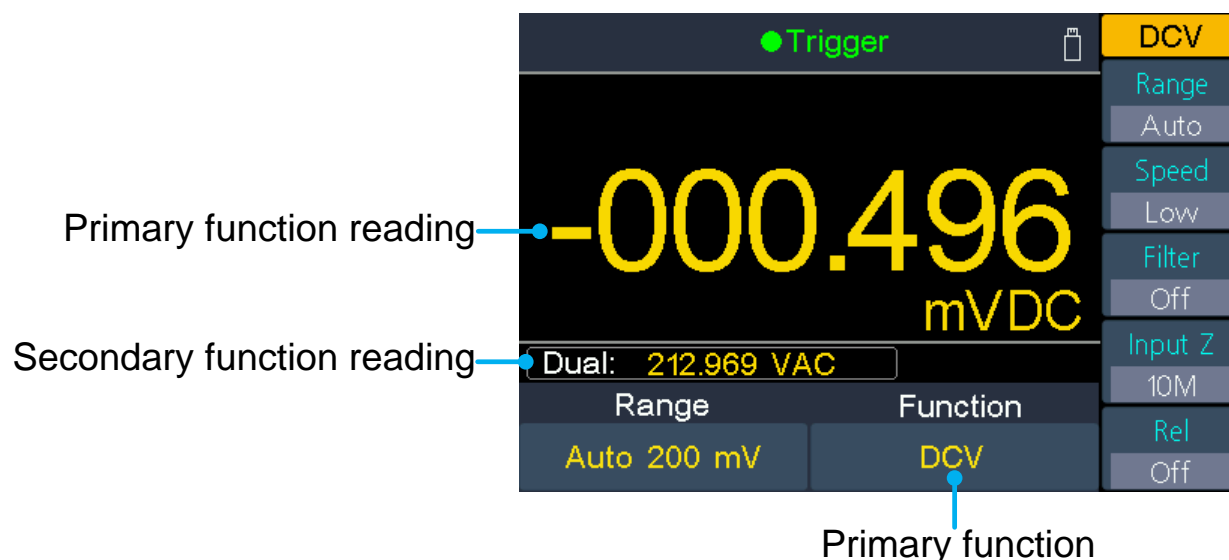 Trigger
DCV
Range
Auto
Speed
Low
Filter
Off
Input Z
10M
Rel
Off
Primary function reading
-000.496
mVDC
Secondary function reading
Dual: 212.969 VAC
Range Function
Auto 200 mV DCV
Primary function